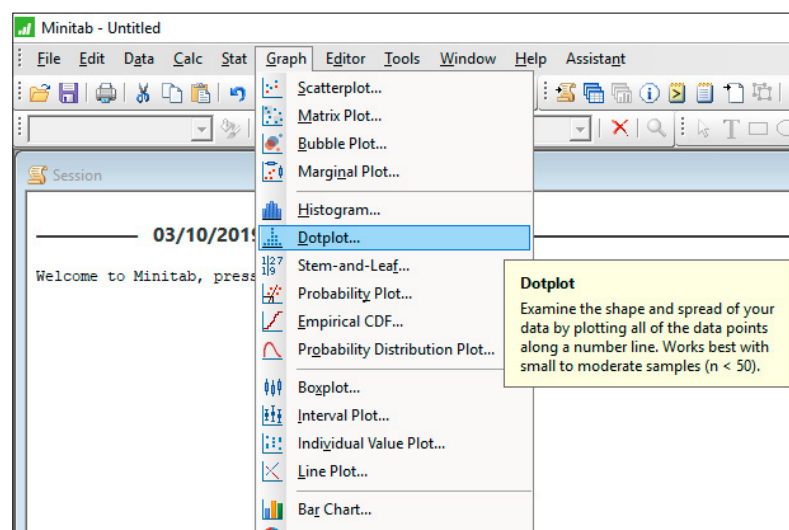 Minitab - Untitled
File Edit Data Calc Stat Graph Editor Tools Window Help Assistant
Session
Scatterplot...
Matrix Plot...
Bubble Plot...
Marginal Plot...
Histogram...
Dotplot...
Stem-and-Leaf...
Probability Plot...
Empirical CDF...
Probability Distribution Plot...
Boxplot...
Interval Plot...
Individual Value Plot...
Line Plot...
Bar Chart...
03/10/2019
Welcome to Minitab, press
Dotplot
Examine the shape and spread of your
data by plotting all of the data points
along a number line. Works best with
small to moderate samples (n < 50).